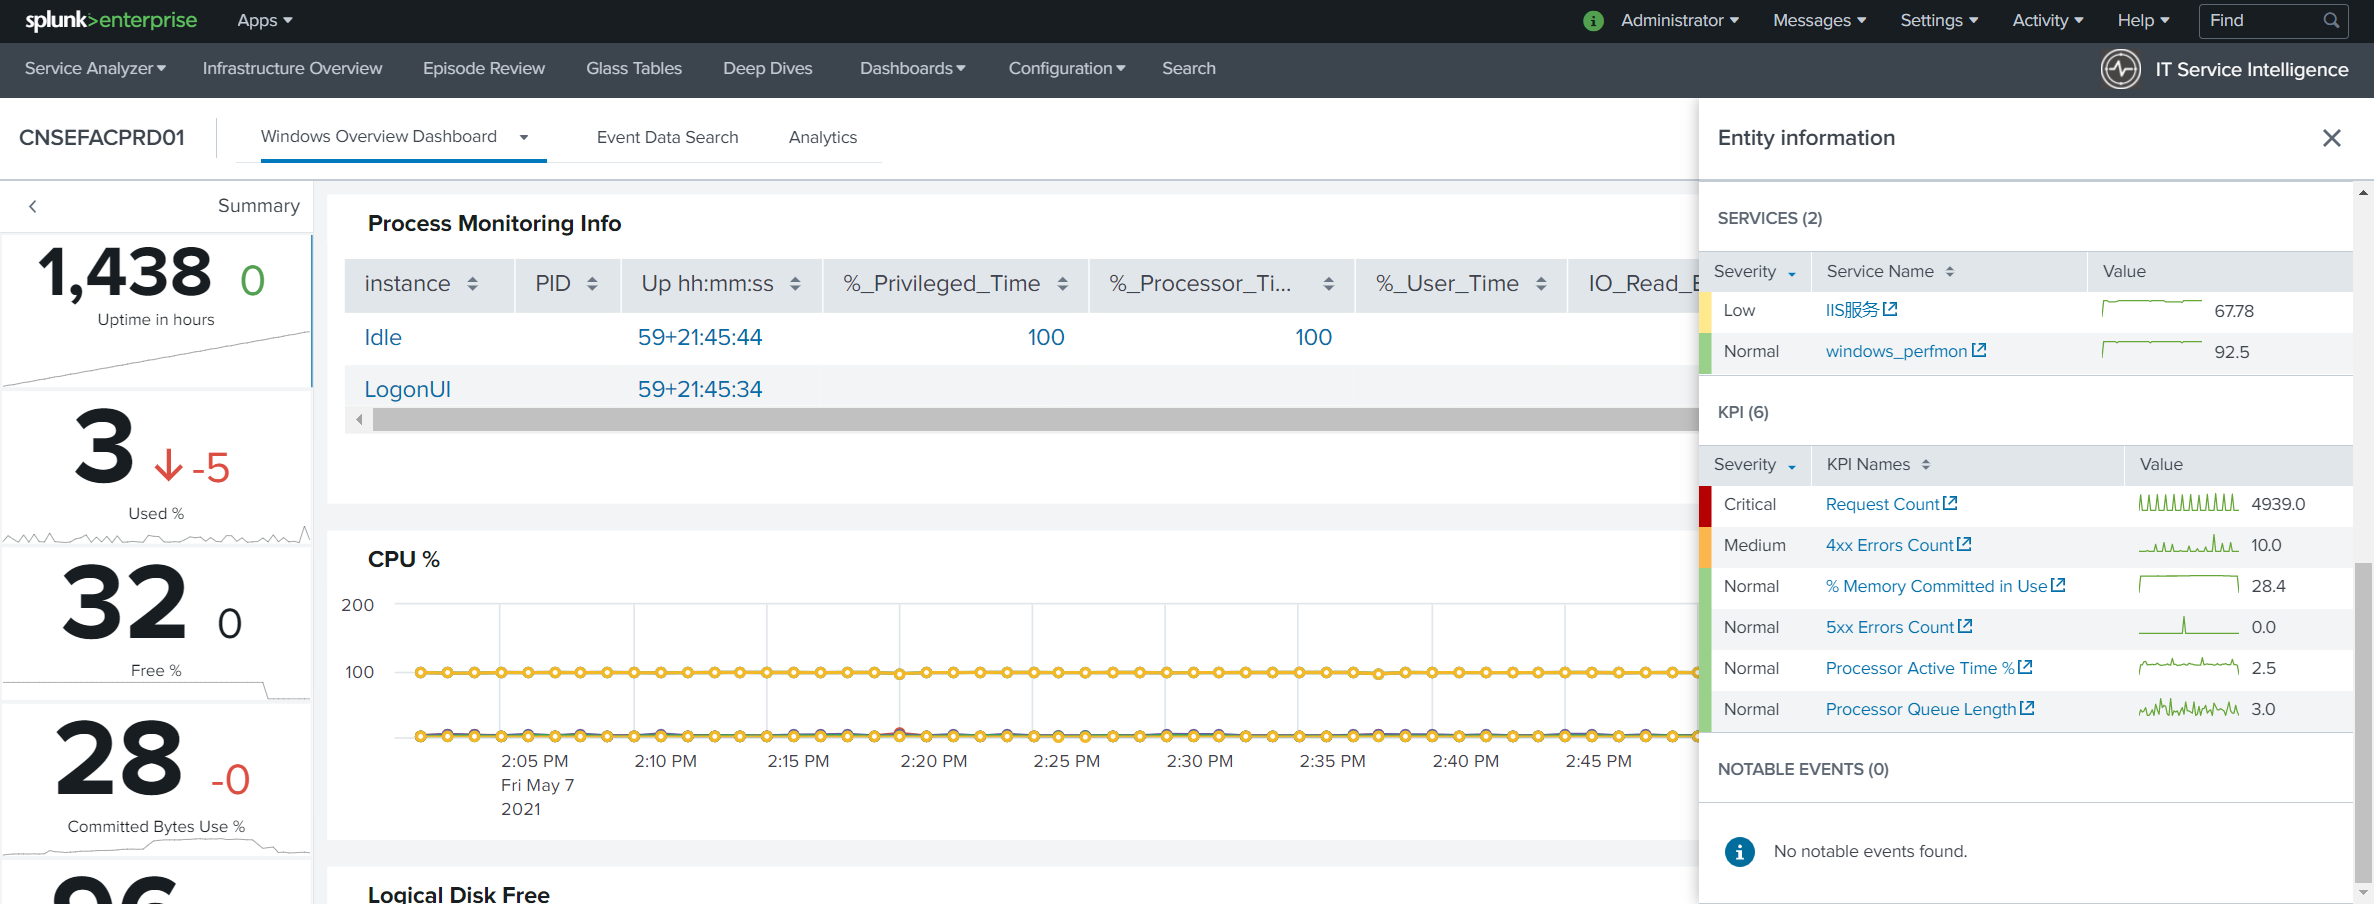 splunk>enterprise Apps Administrator Messages Settings Activity Help Find
Service Analyzer Infrastructure Overview Episode Review Glass Tables Deep Dives Dashboards Configuration Search IT Service Intelligence
CNSEFACPRD01 Windows Overview Dashboard Event Data Search Analytics
Summary
1,438 0
Uptime in hours
3 -5
Used %
32 0
Free %
28 -0
Committed Bytes Use %
Process Monitoring Info
instance PID Up hh:mm:ss %_Privileged_Time %_Processor_Ti... %_User_Time IO_Read_
Idle 59+21:45:44 100 100
LogonUI 59+21:45:34
CPU %
200
100
2:05 PM 2:10 PM 2:15 PM 2:20 PM 2:25 PM 2:30 PM 2:35 PM 2:40 PM 2:45 PM
Fri May 7
2021
Logical Disk Free
Entity information
SERVICES (2)
Severity Service Name Value
Low IIS服务 67.78
Normal windows_perfmon 92.5
KPI (6)
Severity KPI Names Value
Critical Request Count 4939.0
Medium 4xx Errors Count 10.0
Normal % Memory Committed in Use 28.4
Normal 5xx Errors Count 0.0
Normal Processor Active Time % 2.5
Normal Processor Queue Length 3.0
NOTABLE EVENTS (0)
No notable events found.